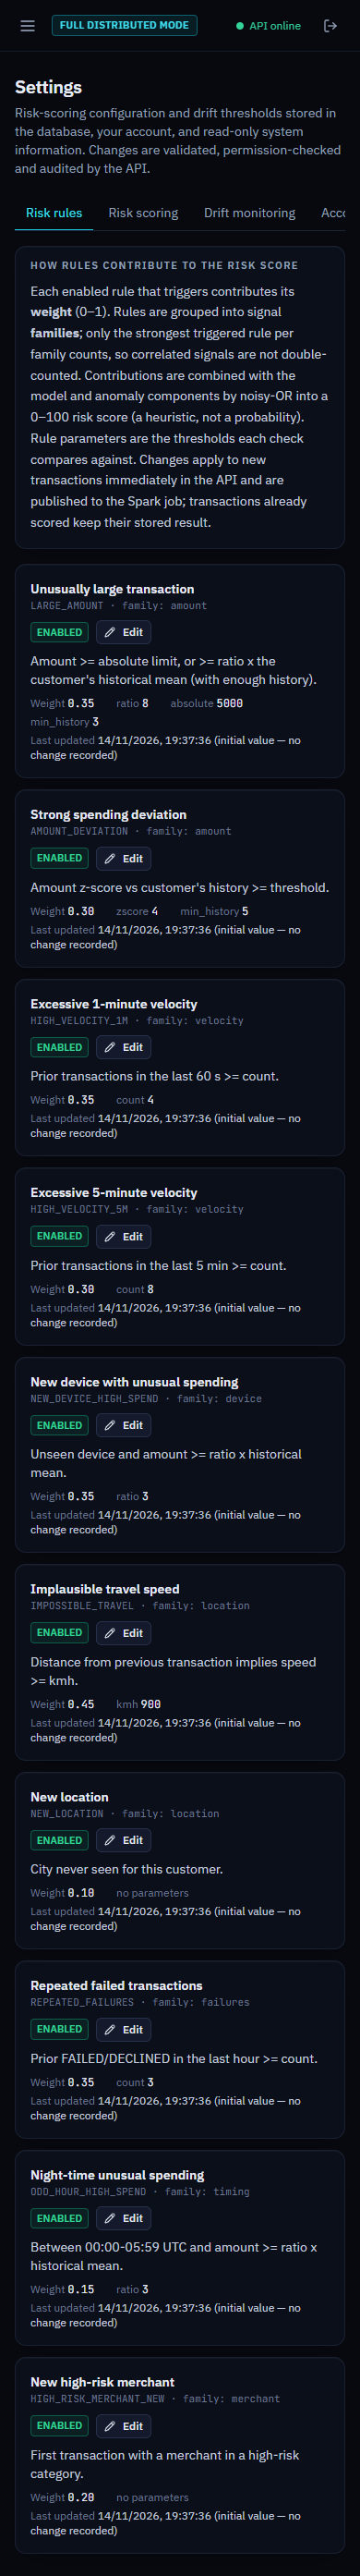 FULL DISTRIBUTED MODE
API online
Settings
Risk-scoring configuration and drift thresholds stored in
the database, your account, and read-only system
information. Changes are validated, permission-checked
and audited by the API.
Risk rules Risk scoring Drift monitoring Acco
HOW RULES CONTRIBUTE TO THE RISK SCORE
Each enabled rule that triggers contributes its
weight (0–1). Rules are grouped into signal
families; only the strongest triggered rule per
family counts, so correlated signals are not double-
counted. Contributions are combined with the
model and anomaly components by noisy-OR into a
0–100 risk score (a heuristic, not a probability).
Rule parameters are the thresholds each check
compares against. Changes apply to new
transactions immediately in the API and are
published to the Spark job; transactions already
scored keep their stored result.
Unusually large transaction
LARGE_AMOUNT · family: amount
ENABLED Edit
Amount >= absolute limit, or >= ratio x the
customer's historical mean (with enough history).
Weight 0.35 ratio 8 absolute 5000
min_history 3
Last updated 14/11/2026, 19:37:36 (initial value — no
change recorded)
Strong spending deviation
AMOUNT_DEVIATION · family: amount
ENABLED Edit
Amount z-score vs customer's history >= threshold.
Weight 0.30 zscore 4 min_history 5
Last updated 14/11/2026, 19:37:36 (initial value — no
change recorded)
Excessive 1-minute velocity
HIGH_VELOCITY_1M · family: velocity
ENABLED Edit
Prior transactions in the last 60 s >= count.
Weight 0.35 count 4
Last updated 14/11/2026, 19:37:36 (initial value — no
change recorded)
Excessive 5-minute velocity
HIGH_VELOCITY_5M · family: velocity
ENABLED Edit
Prior transactions in the last 5 min >= count.
Weight 0.30 count 8
Last updated 14/11/2026, 19:37:36 (initial value — no
change recorded)
New device with unusual spending
NEW_DEVICE_HIGH_SPEND · family: device
ENABLED Edit
Unseen device and amount >= ratio x historical
mean.
Weight 0.35 ratio 3
Last updated 14/11/2026, 19:37:36 (initial value — no
change recorded)
Implausible travel speed
IMPOSSIBLE_TRAVEL · family: location
ENABLED Edit
Distance from previous transaction implies speed
>= kmh.
Weight 0.45 kmh 900
Last updated 14/11/2026, 19:37:36 (initial value — no
change recorded)
New location
NEW_LOCATION · family: location
ENABLED Edit
City never seen for this customer.
Weight 0.10 no parameters
Last updated 14/11/2026, 19:37:36 (initial value — no
change recorded)
Repeated failed transactions
REPEATED_FAILURES · family: failures
ENABLED Edit
Prior FAILED/DECLINED in the last hour >= count.
Weight 0.35 count 3
Last updated 14/11/2026, 19:37:36 (initial value — no
change recorded)
Night-time unusual spending
ODD_HOUR_HIGH_SPEND · family: timing
ENABLED Edit
Between 00:00-05:59 UTC and amount >= ratio x
historical mean.
Weight 0.15 ratio 3
Last updated 14/11/2026, 19:37:36 (initial value — no
change recorded)
New high-risk merchant
HIGH_RISK_MERCHANT_NEW · family: merchant
ENABLED Edit
First transaction with a merchant in a high-risk
category.
Weight 0.20 no parameters
Last updated 14/11/2026, 19:37:36 (initial value — no
change recorded)